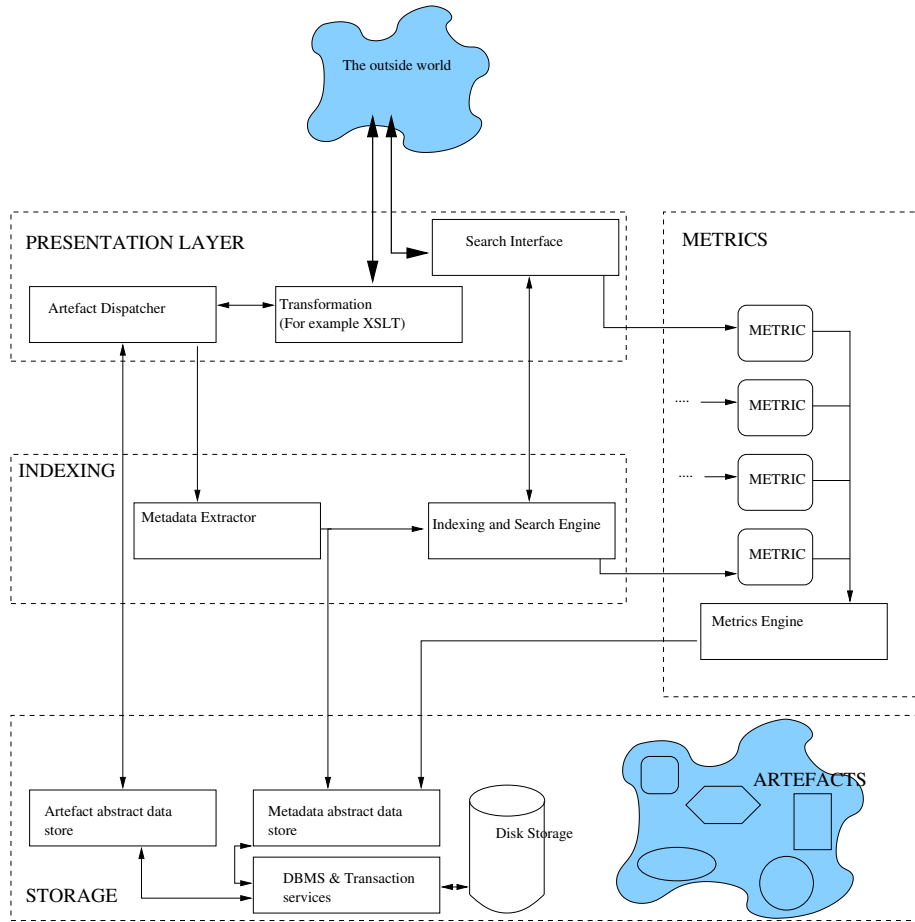 The outside world
PRESENTATION LAYER
Search Interface
METRICS
Artefact Dispatcher
Transformation
(For example XSLT)
METRIC
....
METRIC
....
METRIC
INDEXING
Metadata Extractor
Indexing and Search Engine
METRIC
Metrics Engine
ARTEFACTS
Artefact abstract data
store
Metadata abstract data
store
Disk Storage
DBMS & Transaction
services
STORAGE